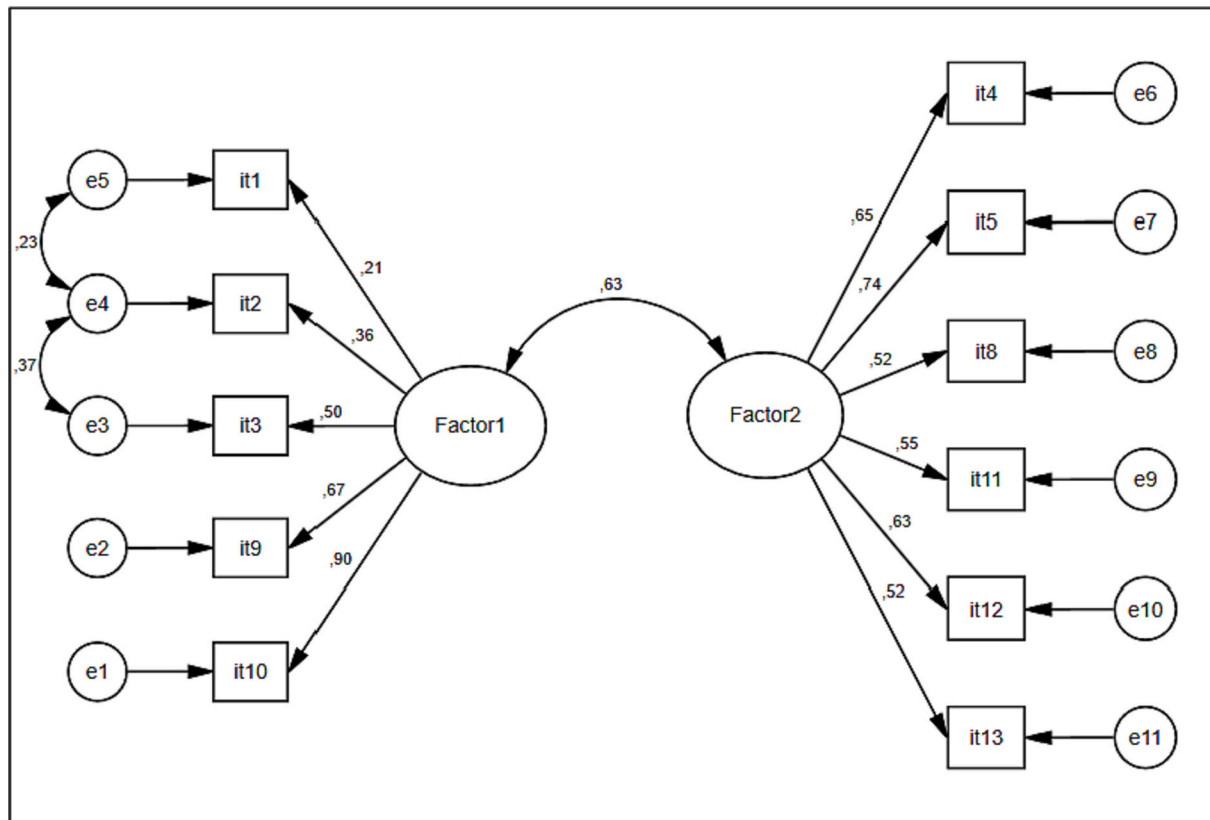 it4
e6
e5
it1
,65
it5
e7
,23
,21
,74
e4
it2
,63
,36
,52
it8
e8
,37
e3
it3
,50
Factor1
Factor2
,55
it11
e9
,67
,63
e2
it9
,90
,52
it12
e10
e1
it10
it13
e11